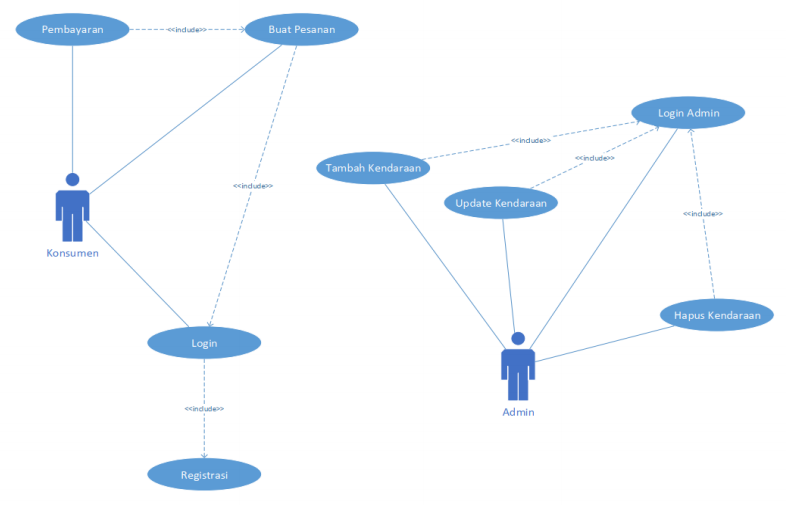 Pembayaran
<<include>>
Buat Pesanan
<<include>>
Konsumen
Login
<<include>>
Registrasi
Login Admin
<<include>>
Tambah Kendaraan
<<include>>
Update Kendaraan
<<include>>
Hapus Kendaraan
Admin